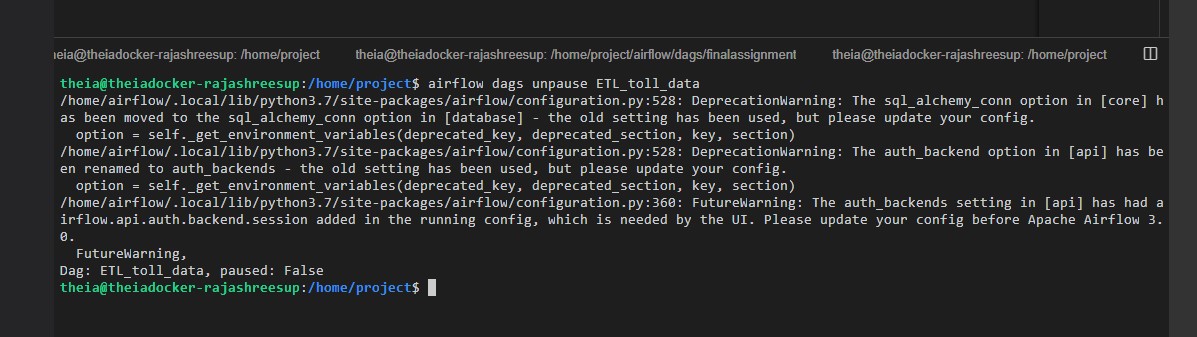 theia@theiadocker-rajashreesup: /home/project theia@theiadocker-rajashreesup: /home/project/airflow/dags/finalassignment theia@theiadocker-rajashreesup: /home/project
theia@theiadocker-rajashreesup:/home/project$ airflow dags unpause ETL_toll_data
/home/airflow/.local/lib/python3.7/site-packages/airflow/configuration.py:528: DeprecationWarning: The sql_alchemy_conn option in [core] h
as been moved to the sql_alchemy_conn option in [database] - the old setting has been used, but please update your config.
  option = self._get_environment_variables(deprecated_key, deprecated_section, key, section)
/home/airflow/.local/lib/python3.7/site-packages/airflow/configuration.py:528: DeprecationWarning: The auth_backend option in [api] has be
en renamed to auth_backends - the old setting has been used, but please update your config.
  option = self._get_environment_variables(deprecated_key, deprecated_section, key, section)
/home/airflow/.local/lib/python3.7/site-packages/airflow/configuration.py:360: FutureWarning: The auth_backends setting in [api] has had a
irflow.api.auth.backend.session added in the running config, which is needed by the UI. Please update your config before Apache Airflow 3.
0.
  FutureWarning,
Dag: ETL_toll_data, paused: False
theia@theiadocker-rajashreesup:/home/project$